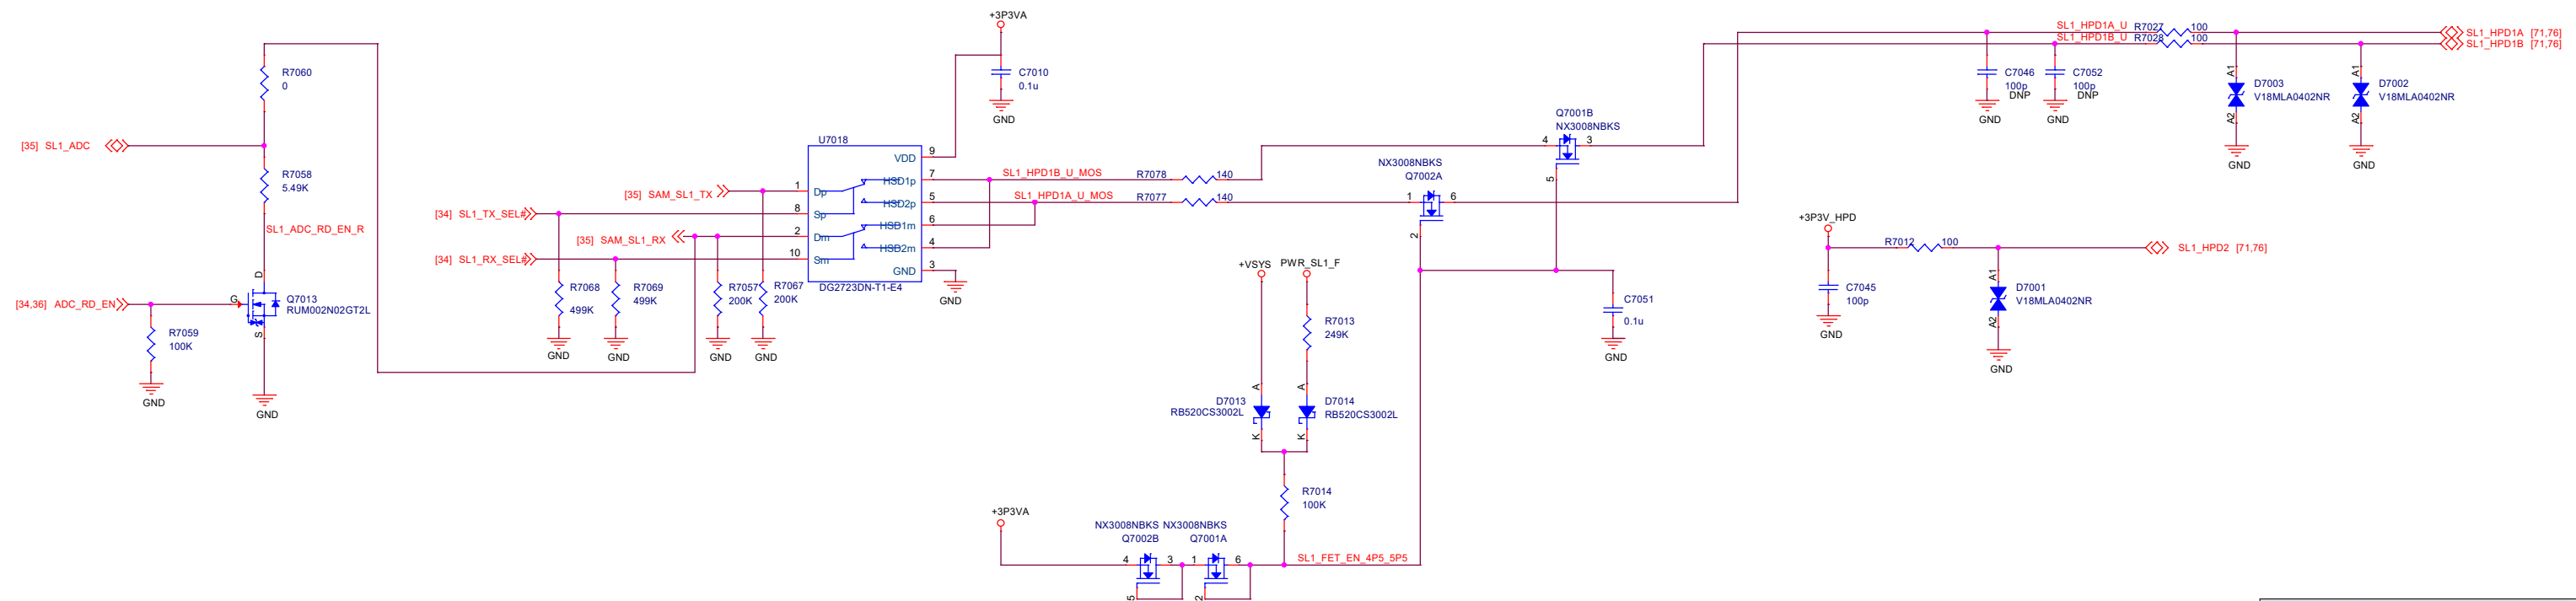 +3P3VA
C7010
0.1u
GND
R7060
0
[35] SL1_ADC
R7058
5.49K
SL1_ADC_RD_EN_R
[34,36] ADC_RD_EN
D
G
S
Q7013
RUM002N02GT2L
R7059
100K
GND
GND
[35] SAM_SL1_TX
[34] SL1_TX_SEL#
[35] SAM_SL1_RX
[34] SL1_RX_SEL#
U7018
1
8
2
10
Dp
Sp
Dm
Sm
VDD
HSD1p
HSD2p
HSD1m
HSD2m
GND
9
7
5
6
4
3
DG2723DN-T1-E4
GND
R7068
499K
GND
R7069
499K
GND
R7057
200K
GND
R7067
200K
GND
SL1_HPD1B_U_MOS
R7078
140
SL1_HPD1A_U_MOS
R7077
140
Q7001B
NX3008NBKS
4
3
5
NX3008NBKS
Q7002A
1
6
2
+VSYS
PWR_SL1_F
R7013
249K
A
D7013
RB520CS3002L
K
A
D7014
RB520CS3002L
K
R7014
100K
+3P3VA
NX3008NBKS
Q7002B
4
3
5
NX3008NBKS
Q7001A
1
6
2
SL1_FET_EN_4P5_5P5
C7051
0.1u
GND
SL1_HPD1A_U
R7027
100
SL1_HPD1A [71,76]
SL1_HPD1B_U
R7028
100
SL1_HPD1B [71,76]
C7046
100p
DNP
GND
C7052
100p
DNP
GND
A1
D7003
V18MLA0402NR
A2
GND
A1
D7002
V18MLA0402NR
A2
GND
+3P3V_HPD
R7012
100
SL1_HPD2 [71,76]
C7045
100p
GND
A1
D7001
V18MLA0402NR
A2
GND